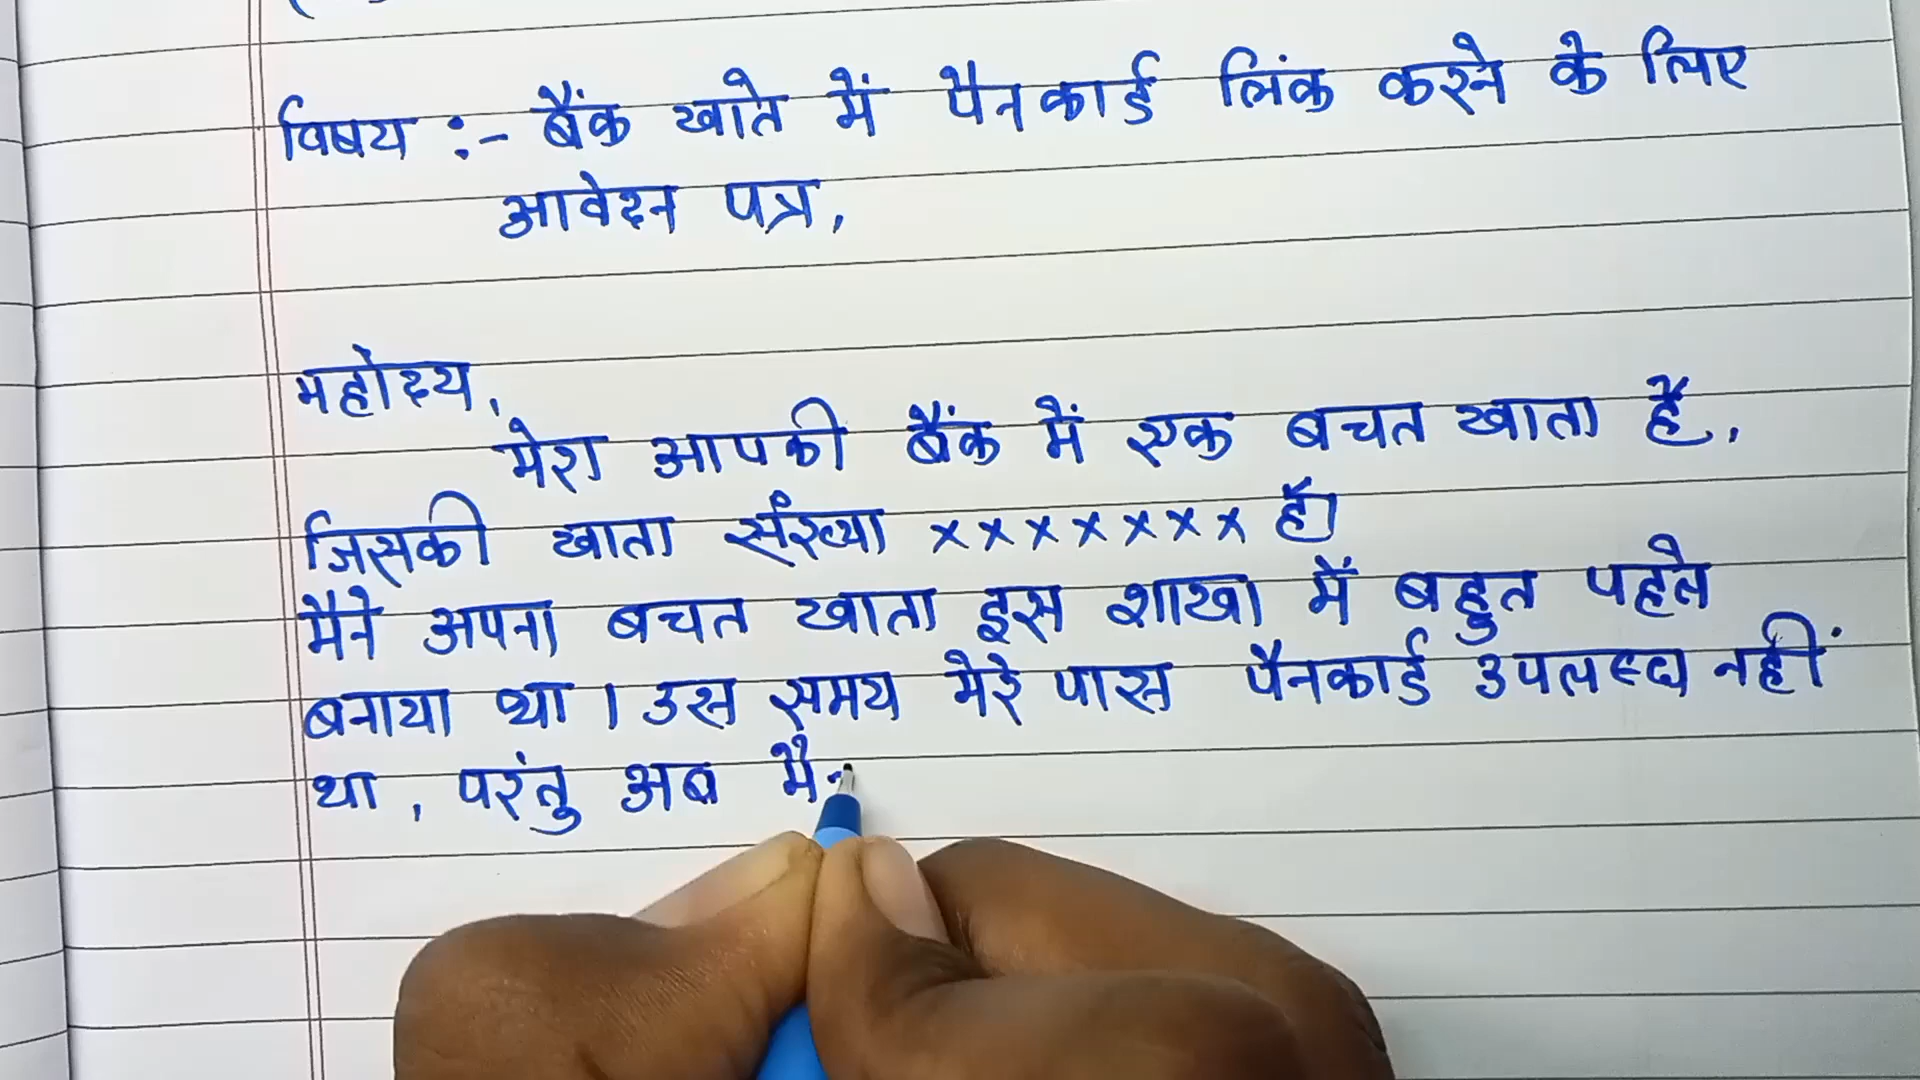 विषय :- बैंक खाते में पैनकार्ड लिंक करने के लिए
आवेदन पत्र,
महोदय,
मेरा आपकी बैंक में एक बचत खाता है,
जिसकी खाता संख्या ××××××× है।
मैने अपना बचत खाता इस शाखा में बहुत पहले
बनाया था । उस समय मेरे पास पैनकार्ड उपलब्ध नहीं
था , परंतु अब